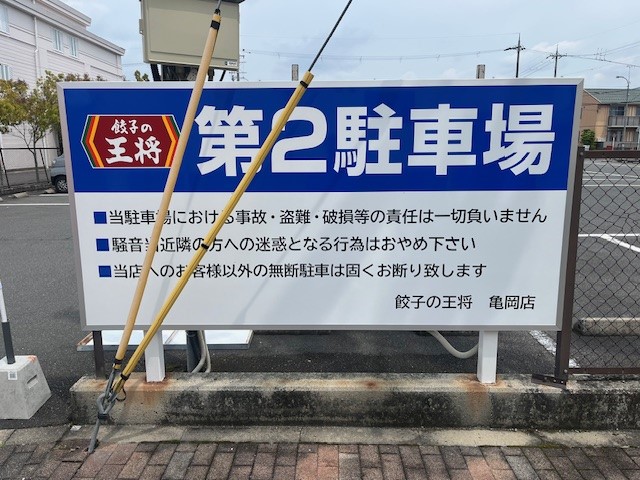 餃子の
王将
第2駐車場
■当駐車場における事故・盗難・破損等の責任は一切負いません
■騒音当近隣の方への迷惑となる行為はおやめ下さい
■当店へのお客様以外の無断駐車は固くお断り致します
餃子の王将　亀岡店